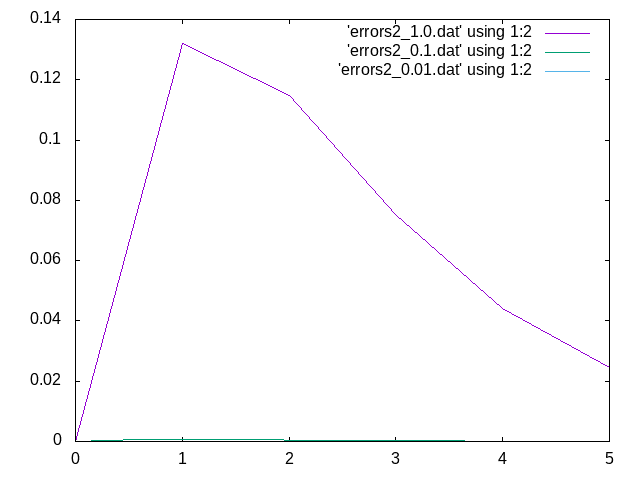 0.14
0.12
0.1
0.08
0.06
0.04
0.02
0
0 1 2 3 4 5
'errors2_1.0.dat' using 1:2
'errors2_0.1.dat' using 1:2
'errors2_0.01.dat' using 1:2